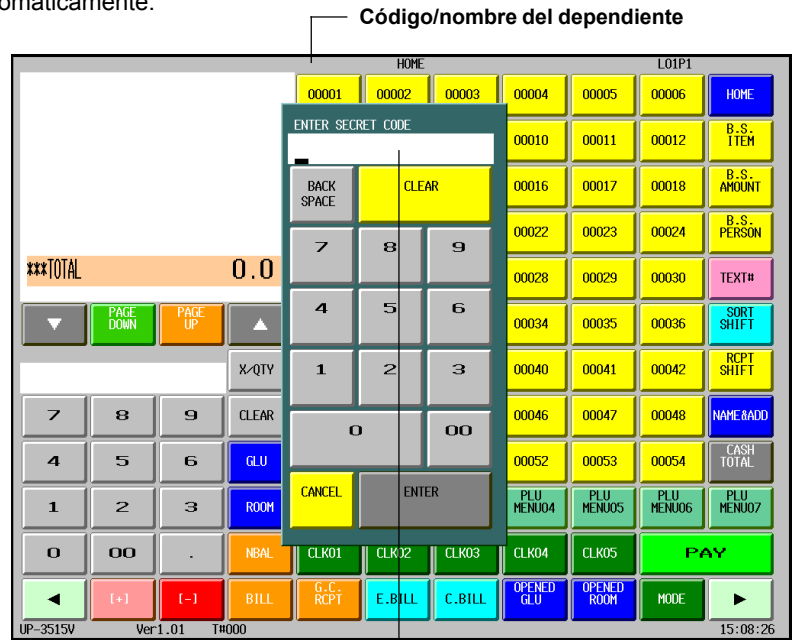 omáticamente.
Código/nombre del dependiente
HOME L01P1
00001 00002 00003 00004 00005 00006 HOME
ENTER SECRET CODE
00010 00011 00012 B.S. ITEM
BACK SPACE CLEAR 00016 00017 00018 B.S. AMOUNT
7 8 9 00022 00023 00024 B.S. PERSON
***TOTAL 0.0 00028 00029 00030 TEXT#
PAGE DOWN PAGE UP 4 5 6 00034 00035 00036 SORT SHIFT
X/QTY 1 2 3 00040 00041 00042 RCPT SHIFT
7 8 9 CLEAR 0 00 00046 00047 00048 NAME&ADD
4 5 6 GLU 00052 00053 00054 CASH TOTAL
1 2 3 ROOM CANCEL ENTER PLU MENU04 PLU MENU05 PLU MENU06 PLU MENU07
0 00 . NBAL CLK01 CLK02 CLK03 CLK04 CLK05 PAY
[+] [-] BILL G.C. RCPT E.BILL C.BILL OPENED GLU OPENED ROOM MODE
UP-3515V Ver1.01 T#000 15:08:26